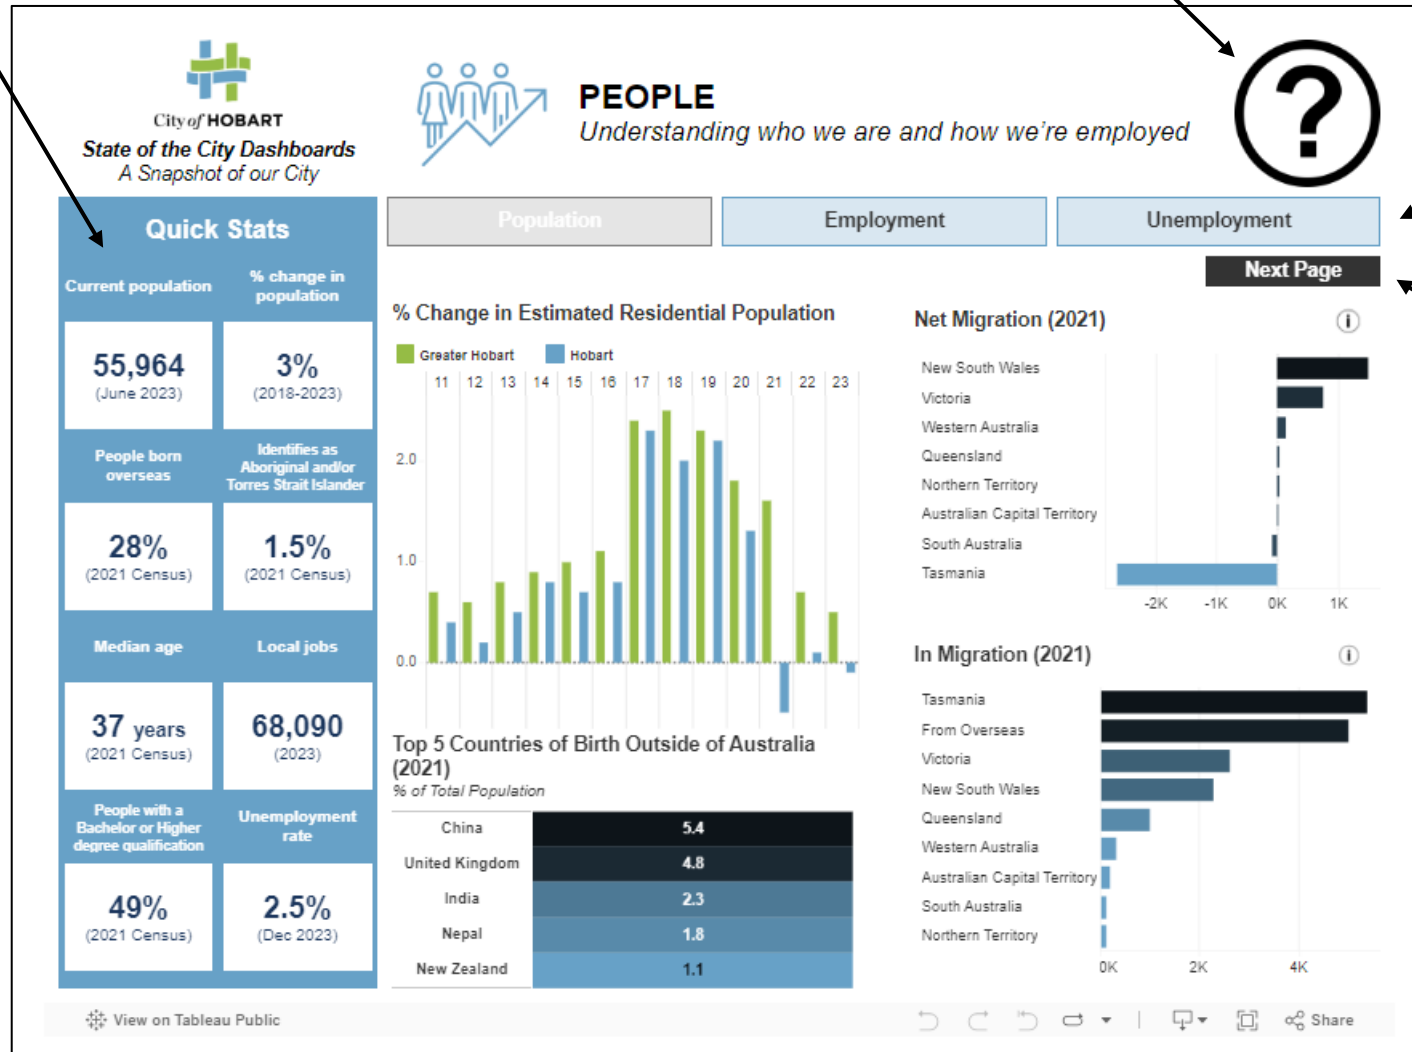 City of HOBART
State of the City Dashboards
A Snapshot of our City
PEOPLE
Understanding who we are and how we're employed
?
Quick Stats
Current population
% change in
population
55,964
(June 2023)
3%
(2018-2023)
People born
overseas
Identifies as
Aboriginal and/or
Torres Strait Islander
28%
(2021 Census)
1.5%
(2021 Census)
Median age
Local jobs
37 years
(2021 Census)
68,090
(2023)
People with a
Bachelor or Higher
degree qualification
Unemployment
rate
49%
(2021 Census)
2.5%
(Dec 2023)
Population
Employment
Unemployment
Next Page
% Change in Estimated Residential Population
Greater Hobart
Hobart
11 12 13 14 15 16 17 18 19 20 21 22 23
2.0
1.0
0.0
Top 5 Countries of Birth Outside of Australia
(2021)
% of Total Population
China 5.4
United Kingdom 4.8
India 2.3
Nepal 1.8
New Zealand 1.1
Net Migration (2021)
i
New South Wales
Victoria
Western Australia
Queensland
Northern Territory
Australian Capital Territory
South Australia
Tasmania
-2K -1K 0K 1K
In Migration (2021)
i
Tasmania
From Overseas
Victoria
New South Wales
Queensland
Western Australia
Australian Capital Territory
South Australia
Northern Territory
0K 2K 4K
View on Tableau Public
Share